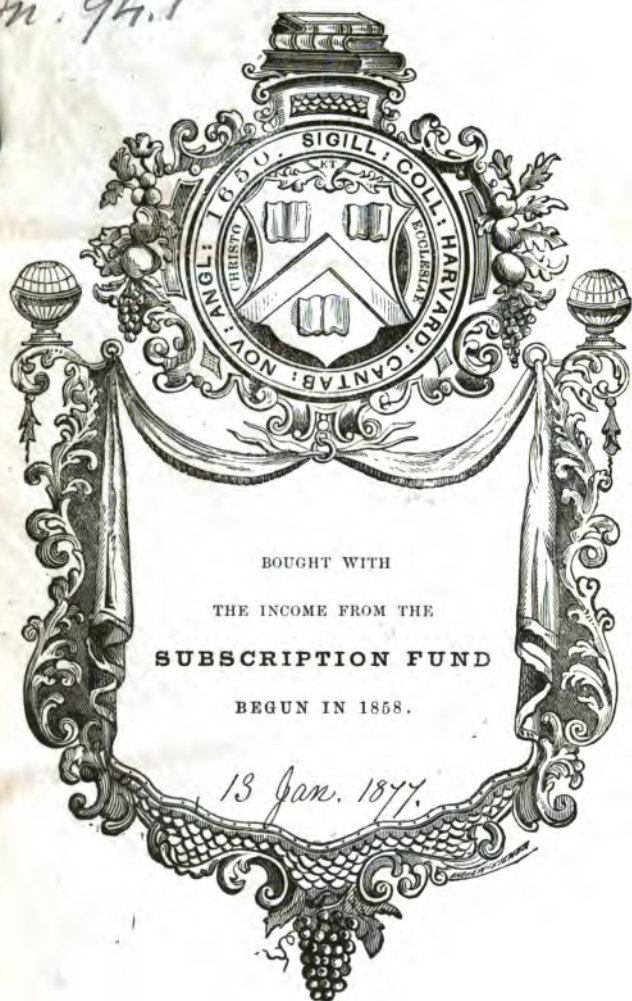 94.1
SIGILL: COLL: HARVARD: CANTAB: NOV: ANGL: 1650.
ET
CHRISTO
ECCLESIAE
BOUGHT WITH
THE INCOME FROM THE
SUBSCRIPTION FUND
BEGUN IN 1858.
13 Jan. 1877.